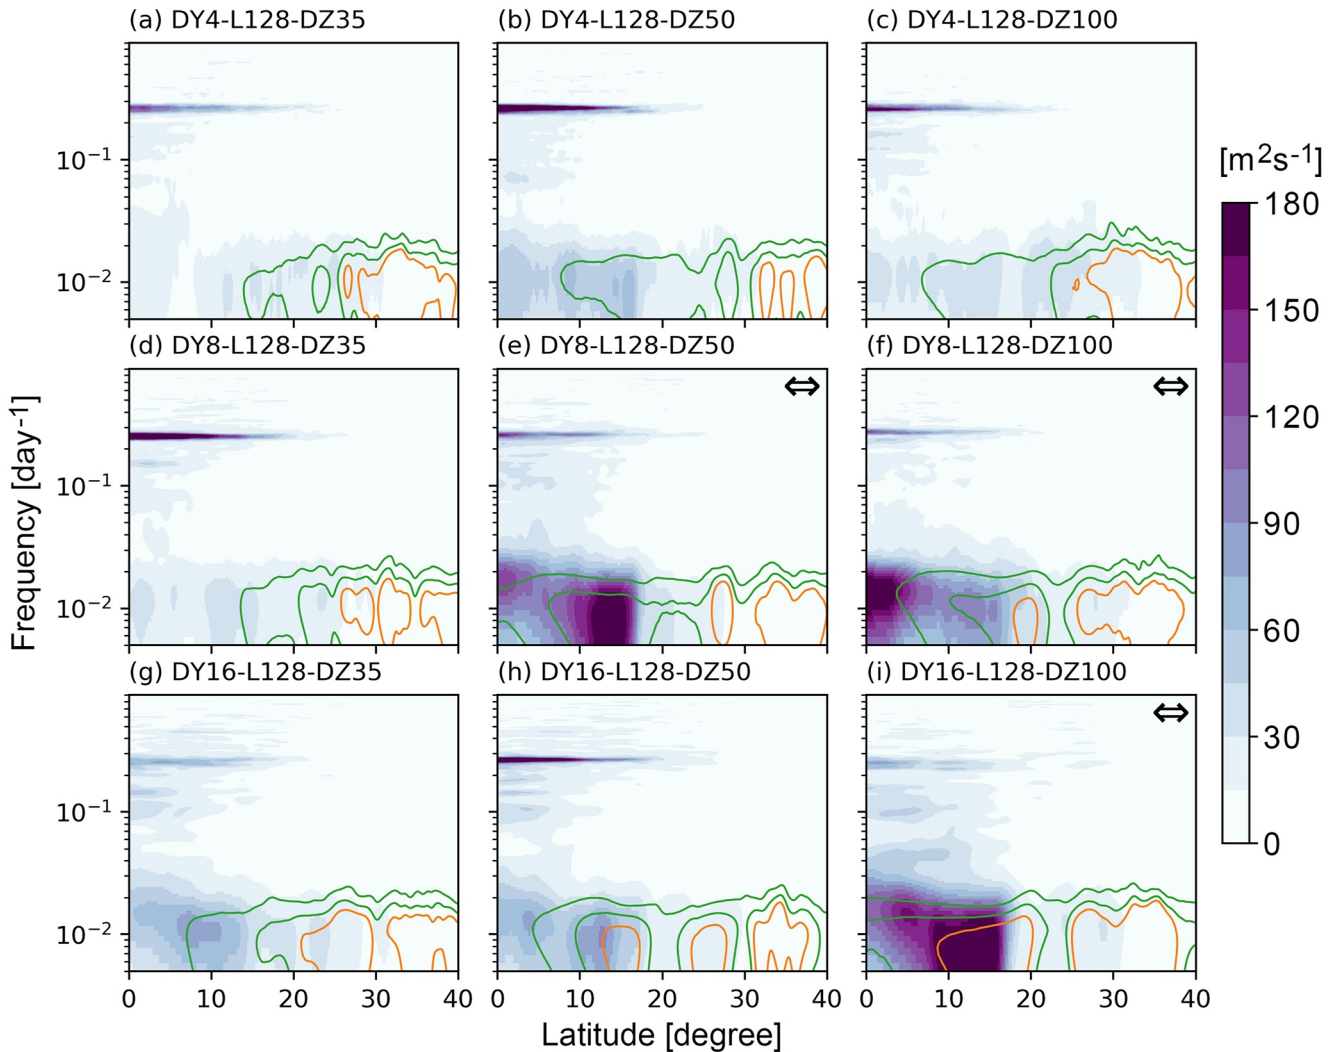 (a) DY4-L128-DZ35
(b) DY4-L128-DZ50
(c) DY4-L128-DZ100
10⁻¹
10⁻²
[m²s⁻¹]
180
150
120
90
60
30
0
(d) DY8-L128-DZ35
(e) DY8-L128-DZ50
(f) DY8-L128-DZ100
10⁻¹
10⁻²
Frequency [day⁻¹]
(g) DY16-L128-DZ35
(h) DY16-L128-DZ50
(i) DY16-L128-DZ100
10⁻¹
10⁻²
0 10 20 30 40
0 10 20 30 40
0 10 20 30 40
Latitude [degree]